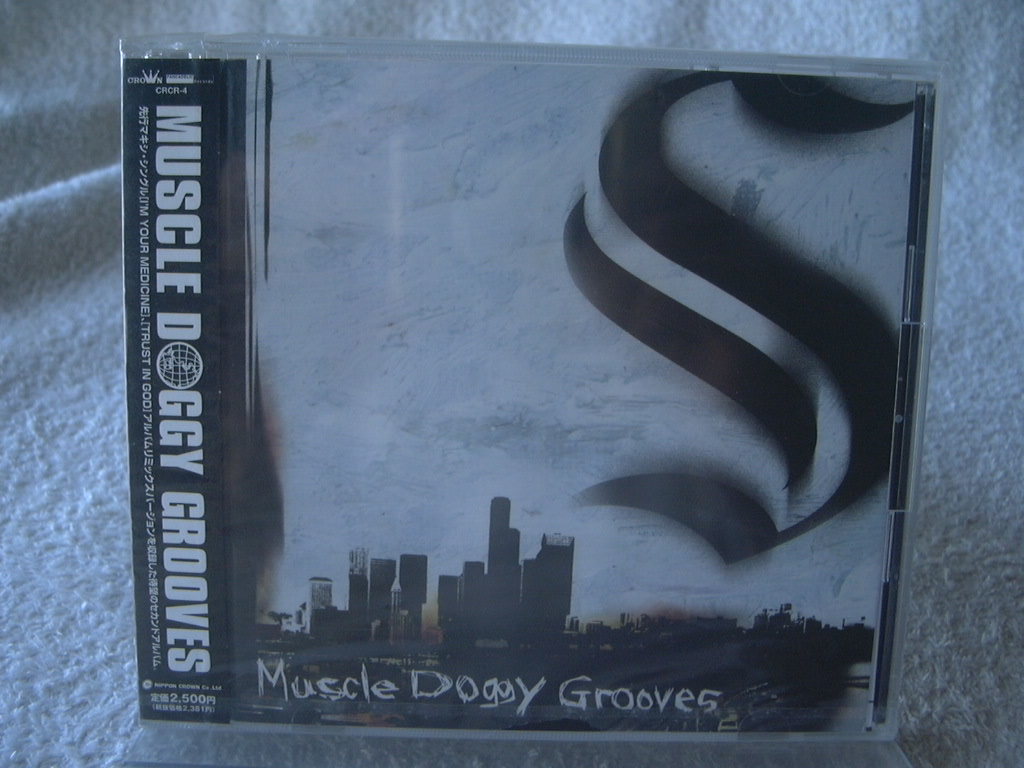 CROWN
CRCR-4
MUSCLE DOGGY GROOVES
先行マキシ・シングル[I'M YOUR MEDICINE]、[TRUST IN GOD]アルバムリミックスバージョンを収録した待望のセカンドアルバム。
NIPPON CROWN Co.,Ltd
定価2,500円
(税抜価格2,381円)
S
Muscle Doggy Grooves